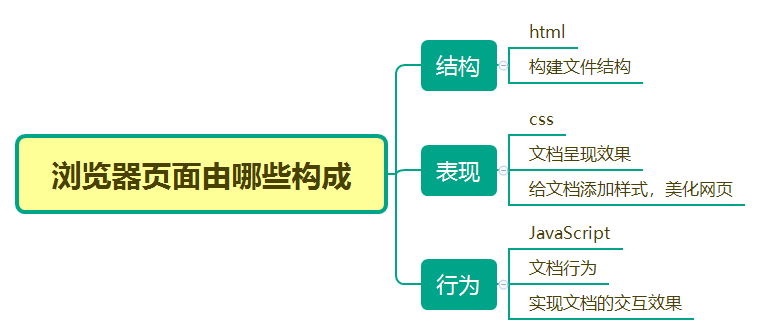 浏览器页面由哪些构成
结构
html
构建文件结构
表现
css
文档呈现效果
给文档添加样式，美化网页
行为
JavaScript
文档行为
实现文档的交互效果